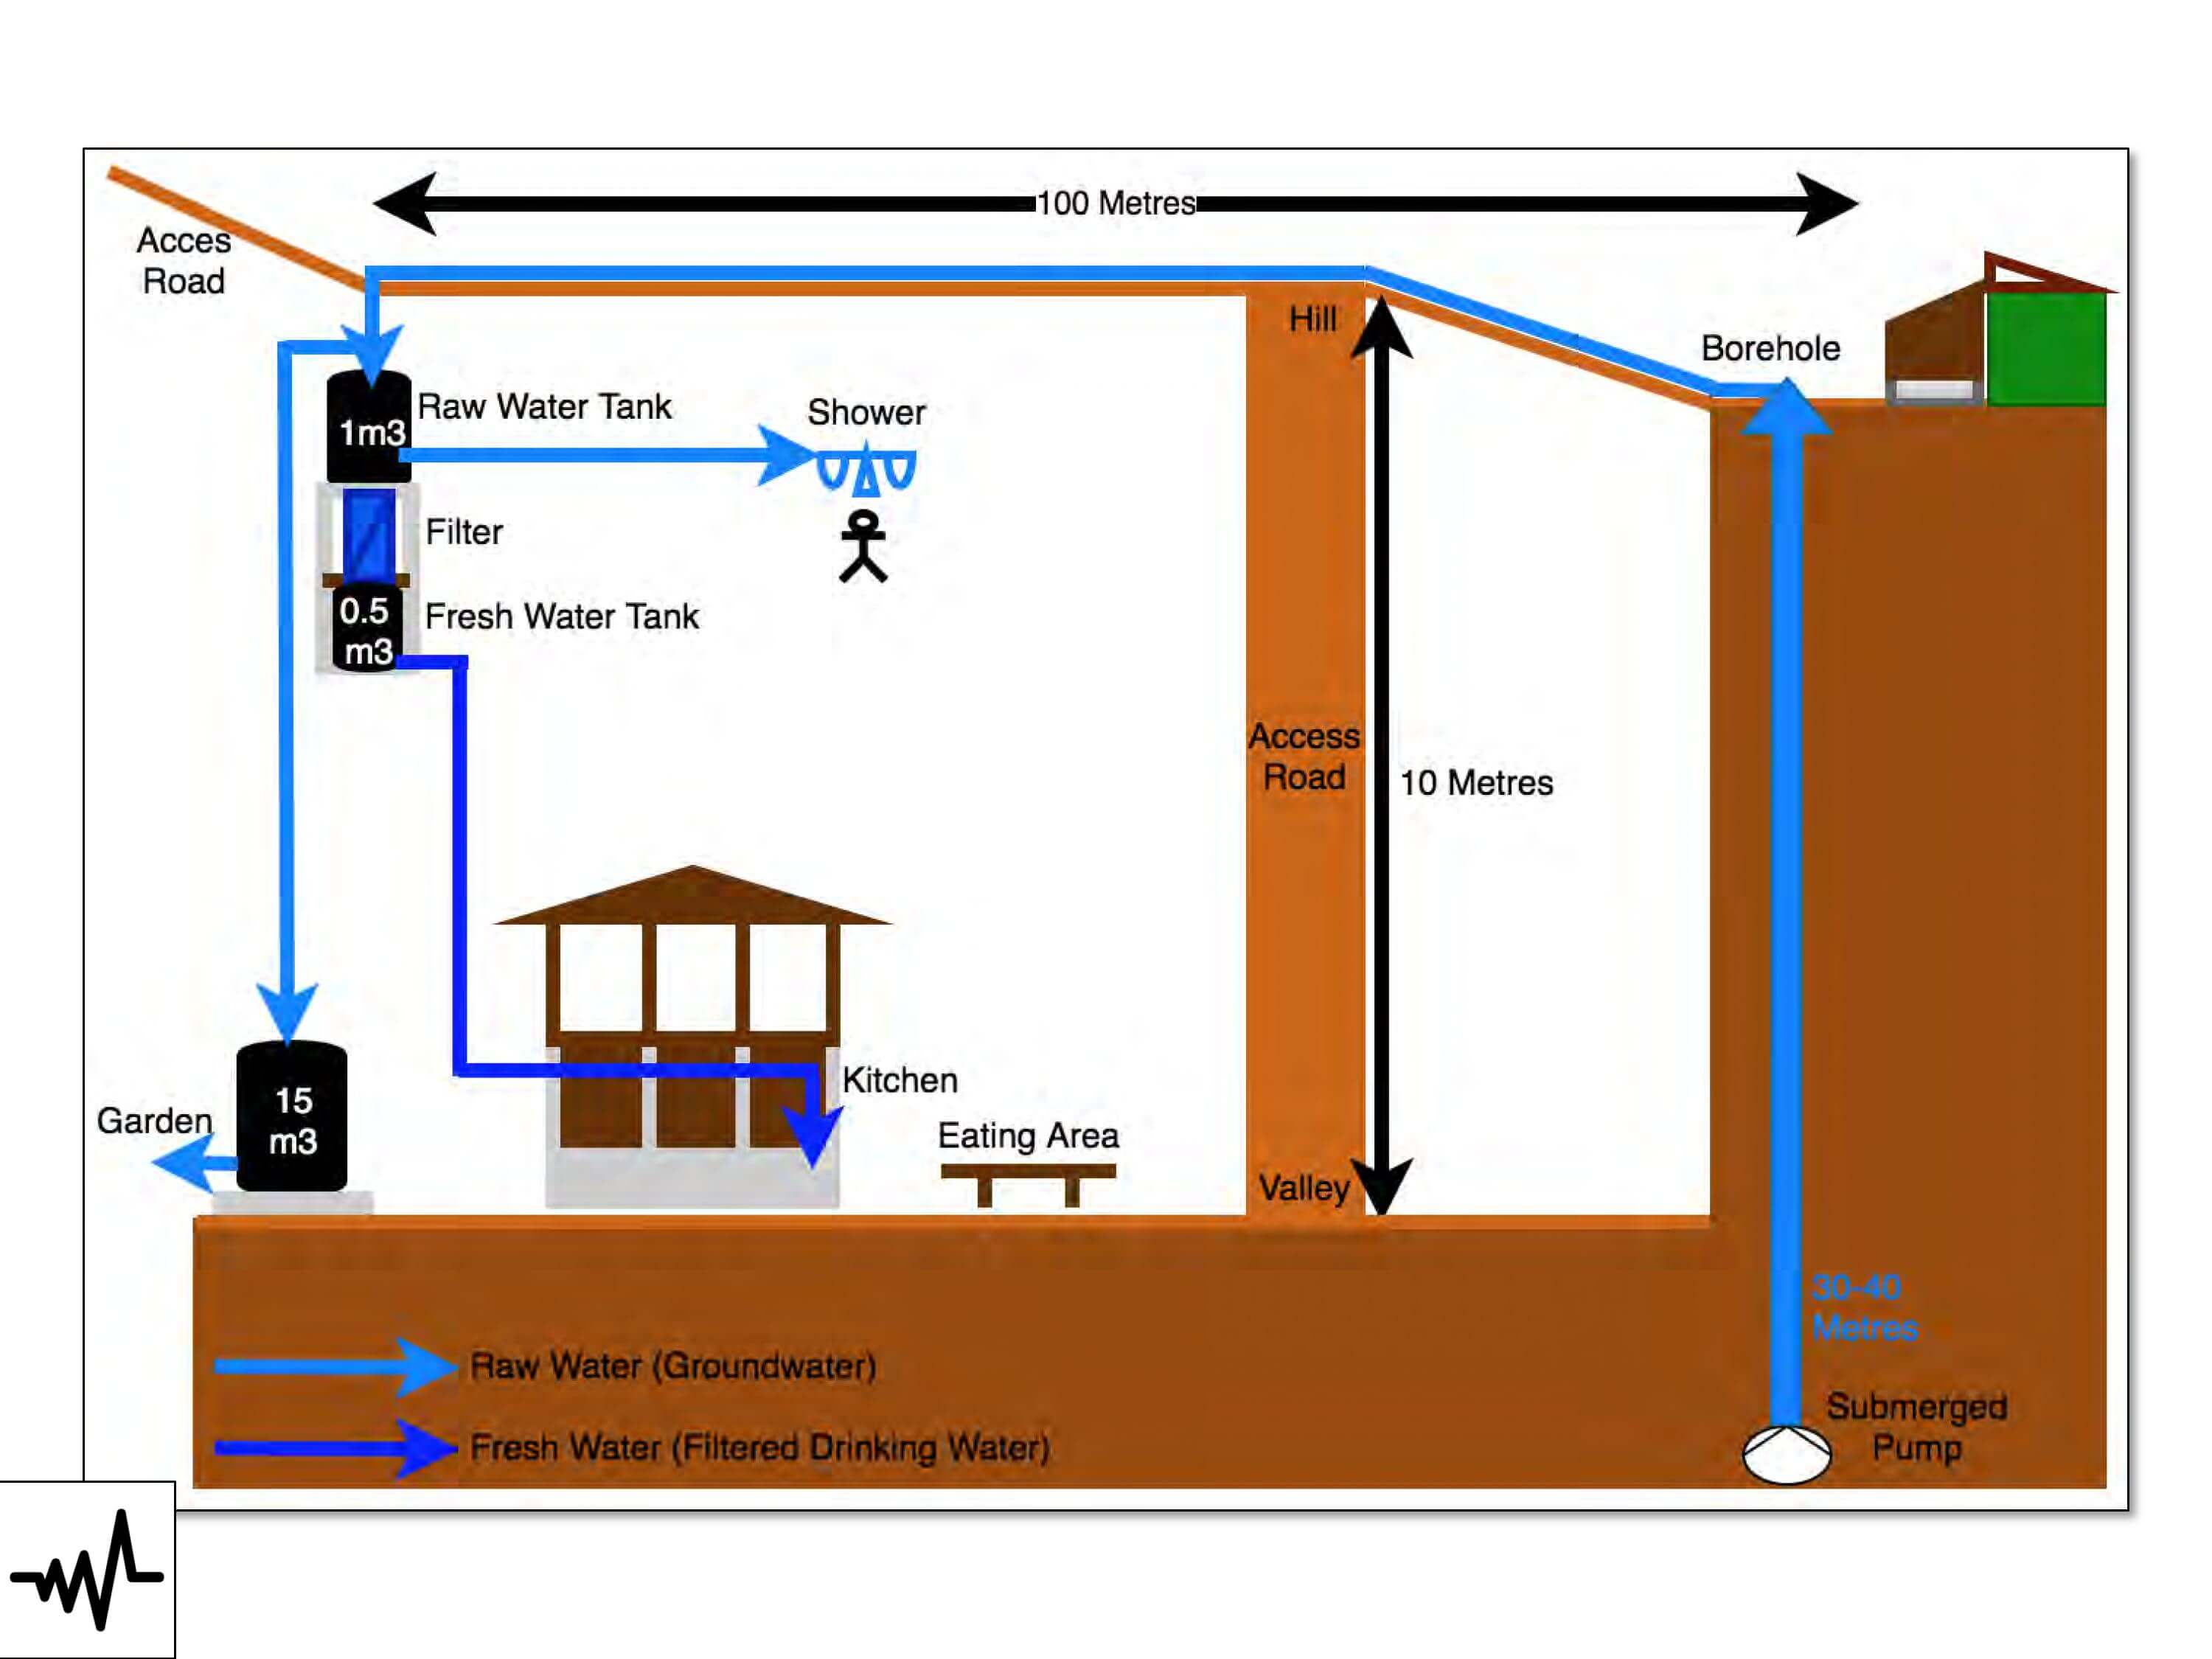 100 Metres
Acces
Road
Hill
Borehole
Raw Water Tank
Shower
1m3
Filter
0.5
m3
Fresh Water Tank
Access
Road
10 Metres
Kitchen
15
m3
Garden
Eating Area
Valley
30-40
Metres
Raw Water (Groundwater)
Submerged
Pump
Fresh Water (Filtered Drinking Water)